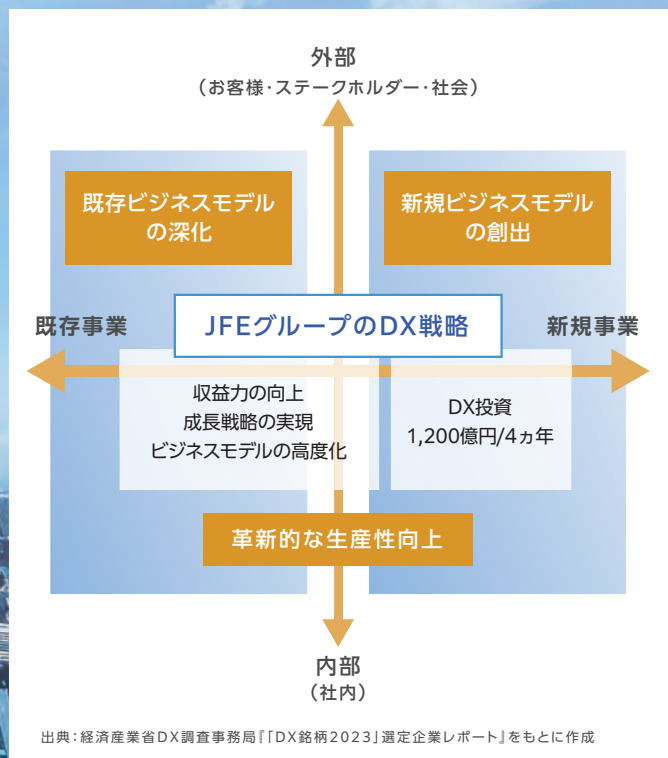 外部
（お客様・ステークホルダー・社会）
既存ビジネスモデル
の深化
新規ビジネスモデル
の創出
既存事業
JFEグループのDX戦略
新規事業
収益力の向上
成長戦略の実現
ビジネスモデルの高度化
DX投資
1,200億円/4ヵ年
革新的な生産性向上
内部
（社内）
出典：経済産業省DX調査事務局『「DX銘柄2023」選定企業レポート』をもとに作成